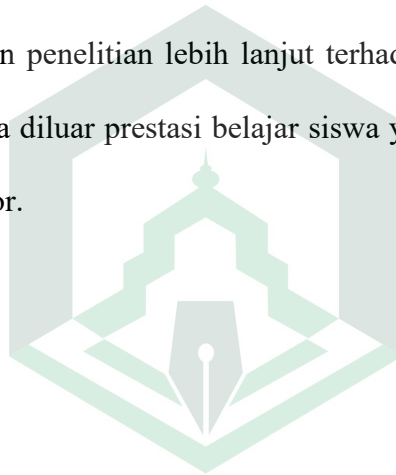 n penelitian lebih lanjut terhad
a diluar prestasi belajar siswa y
or.